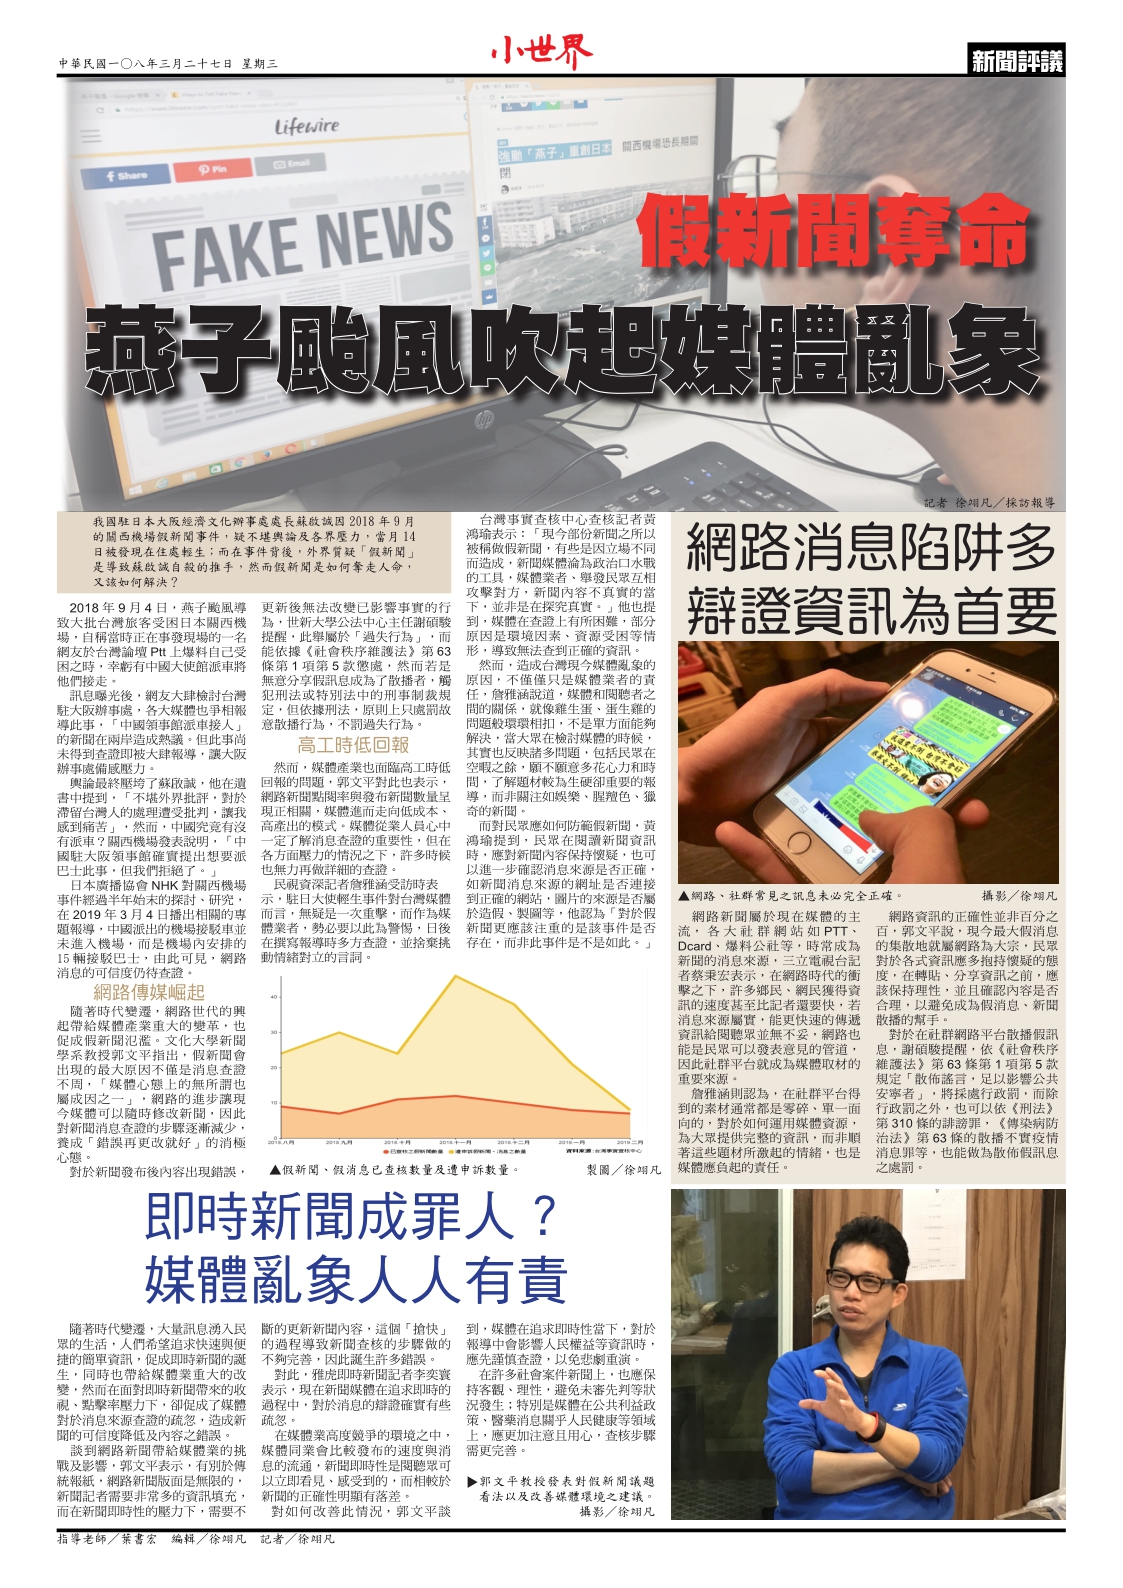 中華民國一〇八年三月二十七日 星期三
小世界
新聞評議
Lifewire
Share
Pin
Email
FAKE NEWS
強颱「燕子」重創日本 關西機場恐長期關
閉
假新聞奪命
燕子颱風吹起媒體亂象
記者 徐翊凡／採訪報導
我國駐日本大阪經濟文化辦事處處長蘇啟誠因 2018 年 9 月
的關西機場假新聞事件，疑不堪輿論及各界壓力，當月 14
日被發現在住處輕生；而在事件背後，外界質疑「假新聞」
是導致蘇啟誠自殺的推手，然而假新聞是如何奪走人命，
又該如何解決？
2018 年 9 月 4 日，燕子颱風導
致大批台灣旅客受困日本關西機
場，自稱當時正在事發現場的一名
網友於台灣論壇 Ptt 上爆料自己受
困之時，幸虧有中國大使館派車將
他們接走。
訊息曝光後，網友大肆檢討台灣
駐大阪辦事處，各大媒體也爭相報
導此事，「中國領事館派車接人」
的新聞在兩岸造成熱議。但此事尚
未得到查證即被大肆報導，讓大阪
辦事處備感壓力。
輿論最終壓垮了蘇啟誠，他在遺
書中提到，「不堪外界批評，對於
滯留台灣人的處理遭受批判，讓我
感到痛苦」，然而，中國究竟有沒
有派車？關西機場發表說明，「中
國駐大阪領事館確實提出想要派
巴士此事，但我們拒絕了。」
日本廣播協會 NHK 對關西機場
事件經過半年始末的探討、研究，
在 2019 年 3 月 4 日播出相關的專
題報導，中國派出的機場接駁車並
未進入機場，而是機場內安排的
15 輛接駁巴士，由此可見，網路
消息的可信度仍待查證。
網路傳媒崛起
隨著時代變遷，網路世代的興
起帶給媒體產業重大的變革，也
促成假新聞氾濫。文化大學新聞
學系教授郭文平指出，假新聞會
出現的最大原因不僅是消息查證
不周，「媒體心態上的無所謂也
屬成因之一」，網路的進步讓現
今媒體可以隨時修改新聞，因此
對新聞消息查證的步驟逐漸減少，
養成「錯誤再更改就好」的消極
心態。
對於新聞發布後內容出現錯誤，
更新後無法改變已影響事實的行
為，世新大學公法中心主任謝碩駿
提醒，此舉屬於「過失行為」，而
能依據《社會秩序維護法》第 63
條第 1 項第 5 款懲處，然而若是
無意分享假訊息成為了散播者，觸
犯刑法或特別法中的刑事制裁規
定，但依據刑法，原則上只處罰故
意散播行為，不罰過失行為。
高工時低回報
然而，媒體產業也面臨高工時低
回報的問題，郭文平對此也表示，
網路新聞點閱率與發布新聞數量呈
現正相關，媒體進而走向低成本、
高產出的模式。媒體從業人員心中
一定了解消息查證的重要性，但在
各方面壓力的情況之下，許多時候
也無力再做詳細的查證。
民視資深記者詹雅涵受訪時表
示，駐日大使輕生事件對台灣媒體
而言，無疑是一次重擊，而作為媒
體業者，勢必要以此為警惕，日後
在撰寫報導時多方查證，並捨棄挑
動情緒對立的言詞。
台灣事實查核中心查核記者黃
鴻瑜表示：「現今部份新聞之所以
被稱做假新聞，有些是因立場不同
而造成，新聞媒體淪為政治口水戰
的工具，媒體業者、舉發民眾互相
攻擊對方，新聞內容不真實的當
下，並非是在探究真實。」他也提
到，媒體在查證上有所困難，部分
原因是環境因素、資源受困等情
形，導致無法查到正確的資訊。
然而，造成台灣現今媒體亂象的
原因，不僅僅只是媒體業者的責
任，詹雅涵說道，媒體和閱聽者之
間的關係，就像雞生蛋、蛋生雞的
問題般環環相扣，不是單方面能夠
解決，當大眾在檢討媒體的時候，
其實也反映諸多問題，包括民眾在
空暇之餘，願不願意多花心力和時
間，了解題材較為生硬卻重要的報
導，而非關注如娛樂、腥羶色、獵
奇的新聞。
而對民眾應如何防範假新聞，黃
鴻瑜提到，民眾在閱讀新聞資訊
時，應對新聞內容保持懷疑，也可
以進一步確認消息來源是否正確，
如新聞消息來源的網址是否連接
到正確的網站，圖片的來源是否屬
於造假、製圖等，他認為「對於假
新聞更應該注重的是該事件是否
存在，而非此事件不是不如此。」
40
30
20
10
0
2018.八月 2018.九月 2018.十月 2018.十一月 2018.十二月 2018.一月 2019.二月
已查核之假新聞數量 遭申訴假新聞、消息之數量 資料來源：台灣事實查核中心
▲假新聞、假消息已查核數量及遭申訴數量。 製圖／徐翊凡
網路消息陷阱多
辯證資訊為首要
▲網路、社群常見之訊息未必完全正確。 攝影／徐翊凡
網路新聞屬於現在媒體的主
流，各大社群網站如 PTT、
Dcard、爆料公社等，時常成為
新聞的消息來源，三立電視台記
者蔡秉宏表示，在網路時代的衝
擊之下，許多鄉民、網民獲得資
訊的速度甚至比記者還要快，若
消息來源屬實，能更快速的傳遞
資訊給閱聽眾並無不妥，網路也
能是民眾可以發表意見的管道，
因此社群平台就成為媒體取材的
重要來源。
詹雅涵則認為，在社群平台得
到的素材通常都是零碎、單一面
向的，對於如何運用媒體資源，
為大眾提供完整的資訊，而非順
著這些題材所激起的情緒，也是
媒體應負起的責任。
網路資訊的正確性並非百分之
百，郭文平說，現今最大假消息
的集散地就屬網路為大宗，民眾
對於各式資訊應多抱持懷疑的態
度，在轉貼、分享資訊之前，應
該保持理性，並且確認內容是否
合理，以避免成為假消息、新聞
散播的幫手。
對於在社群網路平台散播假訊
息，謝碩駿提醒，依《社會秩序
維護法》第 63 條第 1 項第 5 款
規定「散佈謠言，足以影響公共
安寧者」，將採處行政罰，而除
行政罰之外，也可以依《刑法》
第 310 條的誹謗罪，《傳染病防
治法》第 63 條的散播不實疫情
消息罪等，也能做為散佈假訊息
之處罰。
即時新聞成罪人？
媒體亂象人人有責
隨著時代變遷，大量訊息湧入民
眾的生活，人們希望追求快速與便
捷的簡單資訊，促成即時新聞的誕
生，同時也帶給媒體業重大的改
變，然而在面對即時新聞帶來的收
視、點擊率壓力下，卻促成了媒體
對於消息來源查證的疏忽，造成新
聞的可信度降低及內容之錯誤。
談到網路新聞帶給媒體業的挑
戰及影響，郭文平表示，有別於傳
統報紙，網路新聞版面是無限的，
新聞記者需要非常多的資訊填充，
而在新聞即時性的壓力下，需要不
斷的更新新聞內容，這個「搶快」
的過程導致新聞查核的步驟做的
不夠完善，因此誕生許多錯誤。
對此，雅虎即時新聞記者李奕寰
表示，現在新聞媒體在追求即時的
過程中，對於消息的辯證確實有些
疏忽。
在媒體業高度競爭的環境之中，
媒體同業會比較發布的速度與消
息的流通，新聞即時性是閱聽眾可
以立即看見、感受到的，而相較於
新聞的正確性明顯有落差。
對如何改善此情況，郭文平談
到，媒體在追求即時性當下，對於
報導中會影響人民權益等資訊時，
應先謹慎查證，以免悲劇重演。
在許多社會案件新聞上，也應保
持客觀、理性，避免未審先判等狀
況發生；特別是媒體在公共利益政
策、醫藥消息關乎人民健康等領域
上，應更加注意且用心，查核步驟
需更完善。
▶郭文平教授發表對假新聞議題
看法以及改善媒體環境之建議。
攝影／徐翊凡
指導老師／葉書宏 編輯／徐翊凡 記者／徐翊凡